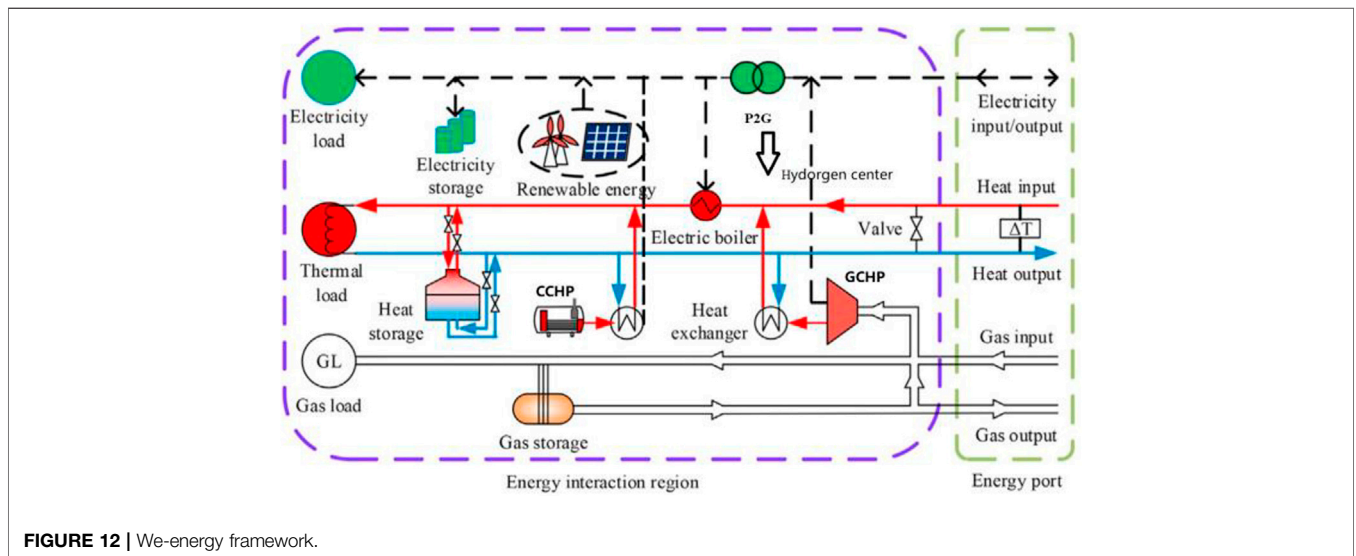 Electricity
load
Electricity
storage
Renewable energy
P2G
Hydorgen center
Electricity
input/output
Heat input
Electric boiler
Valve
ΔT
Thermal
load
Heat output
Heat
storage
CCHP
Heat
exchanger
GCHP
Gas input
GL
Gas load
Gas storage
Gas output
Energy interaction region
Energy port
FIGURE 12 | We-energy framework.